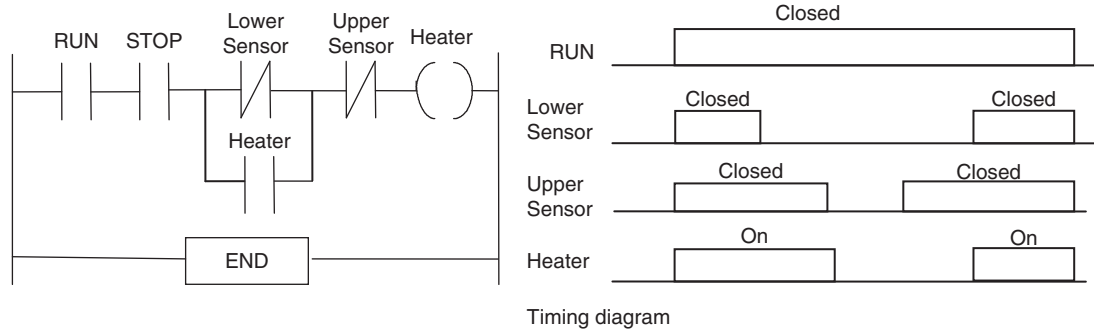 RUN
STOP
Lower
Sensor
Upper
Sensor
Heater
Heater
END
Closed
RUN
Closed
Closed
Lower
Sensor
Closed
Closed
Upper
Sensor
On
On
Heater
Timing diagram